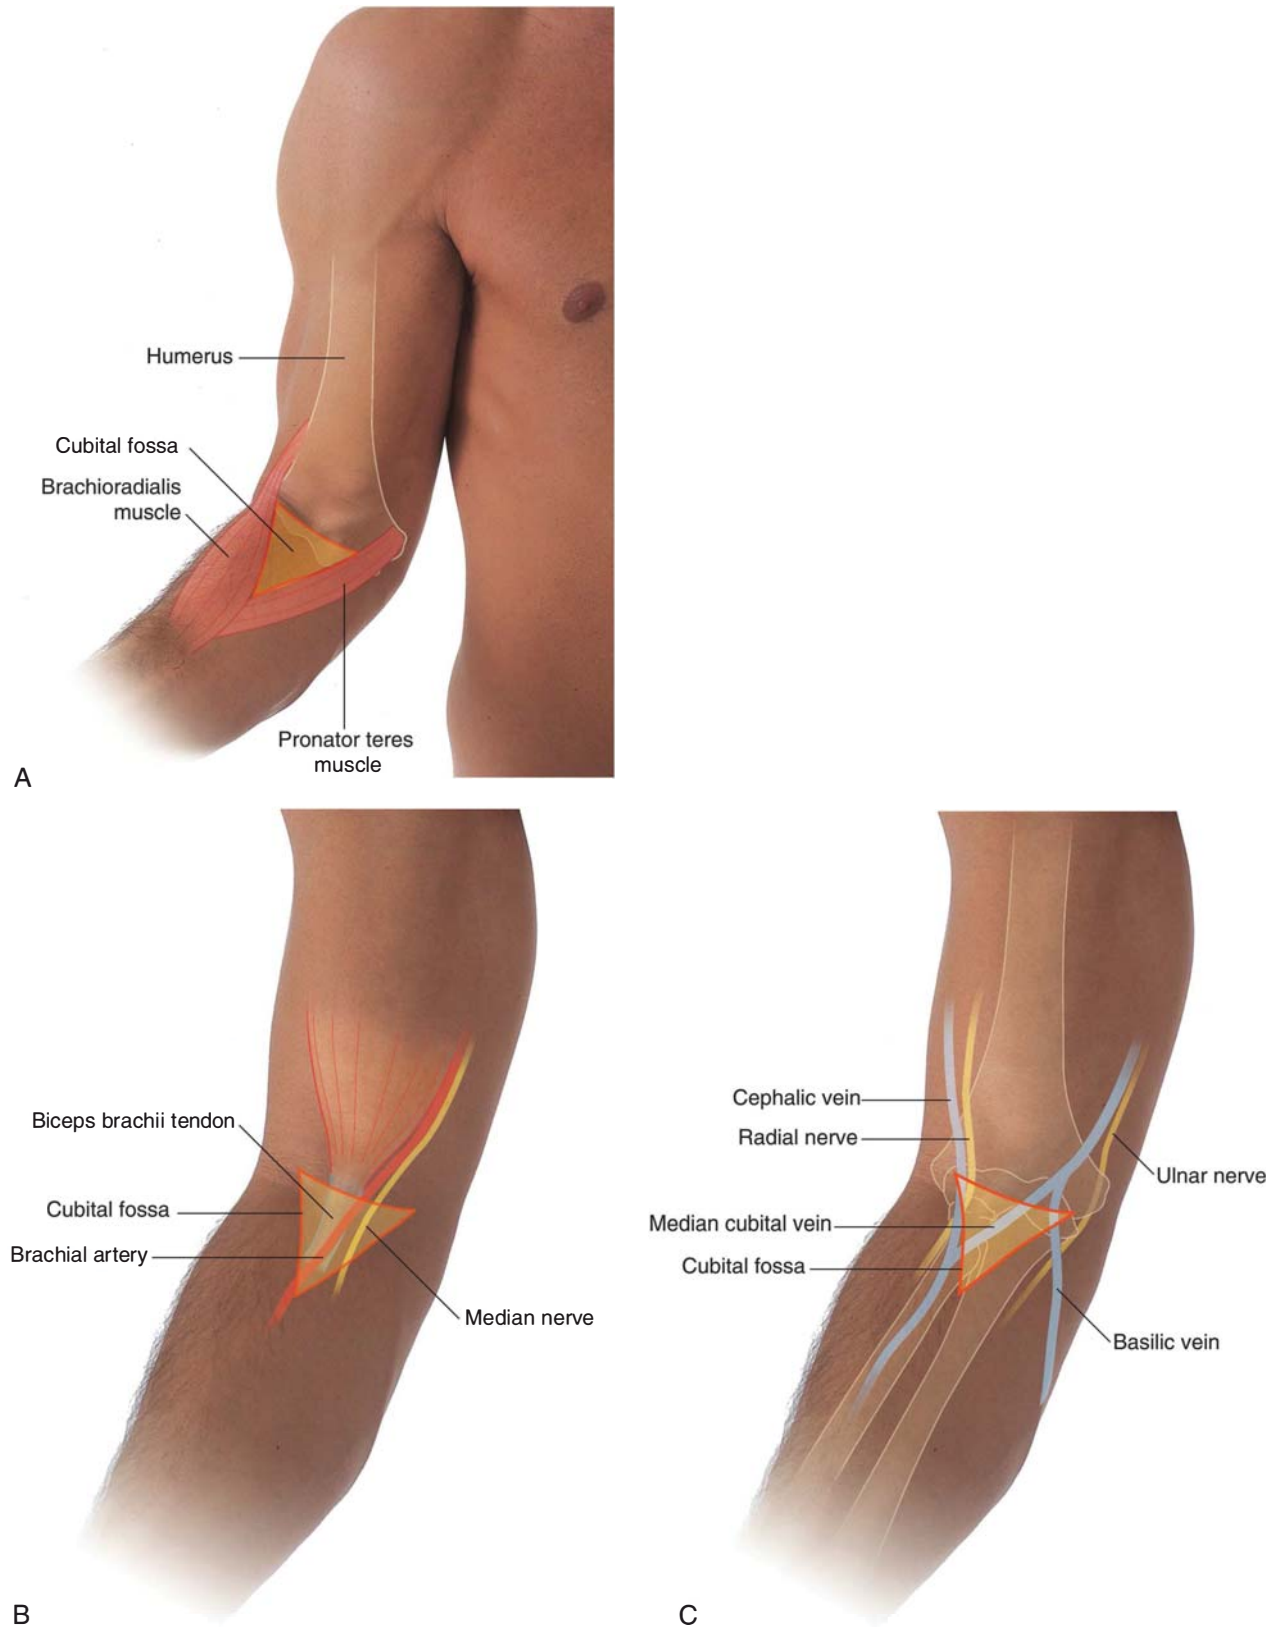 Humerus
Cubital fossa
Brachioradialis
muscle
Pronator teres
muscle
A
Biceps brachii tendon
Cubital fossa
Brachial artery
Median nerve
B
Cephalic vein
Radial nerve
Ulnar nerve
Median cubital vein
Cubital fossa
Basilic vein
C